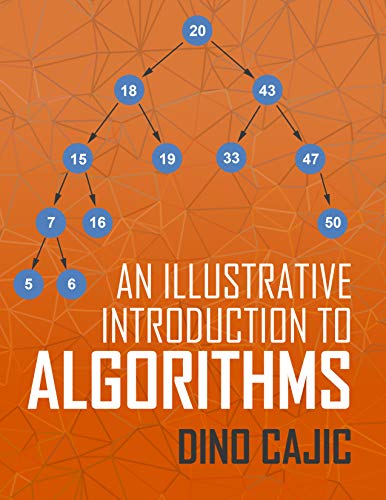 20
18 43
15 19 33 47
7 16 50
5 6
AN ILLUSTRATIVE
INTRODUCTION TO
ALGORITHMS
DINO CAJIC